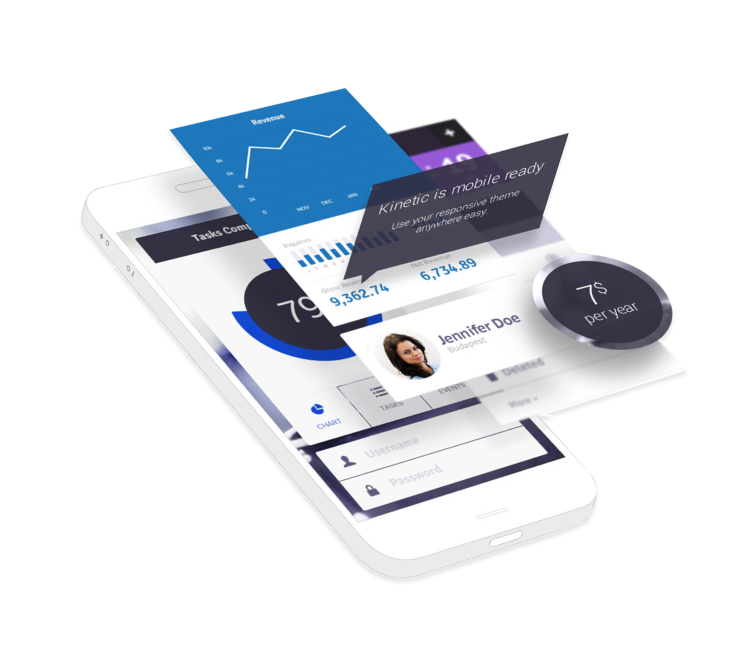 Revenue
10k
8k
6k
4k
2k
0
NOV
DEC
JAN
Kinetic is mobile ready
Use your responsive theme
anywhere easy.
Tasks Comp
Inquiries
Gross Reven
Net Revenue
9,362.74
6,734.89
79
7$
per year
Jennifer Doe
Budapest
Deleted
More
CHART
TASKS
EVENTS
Username
Password